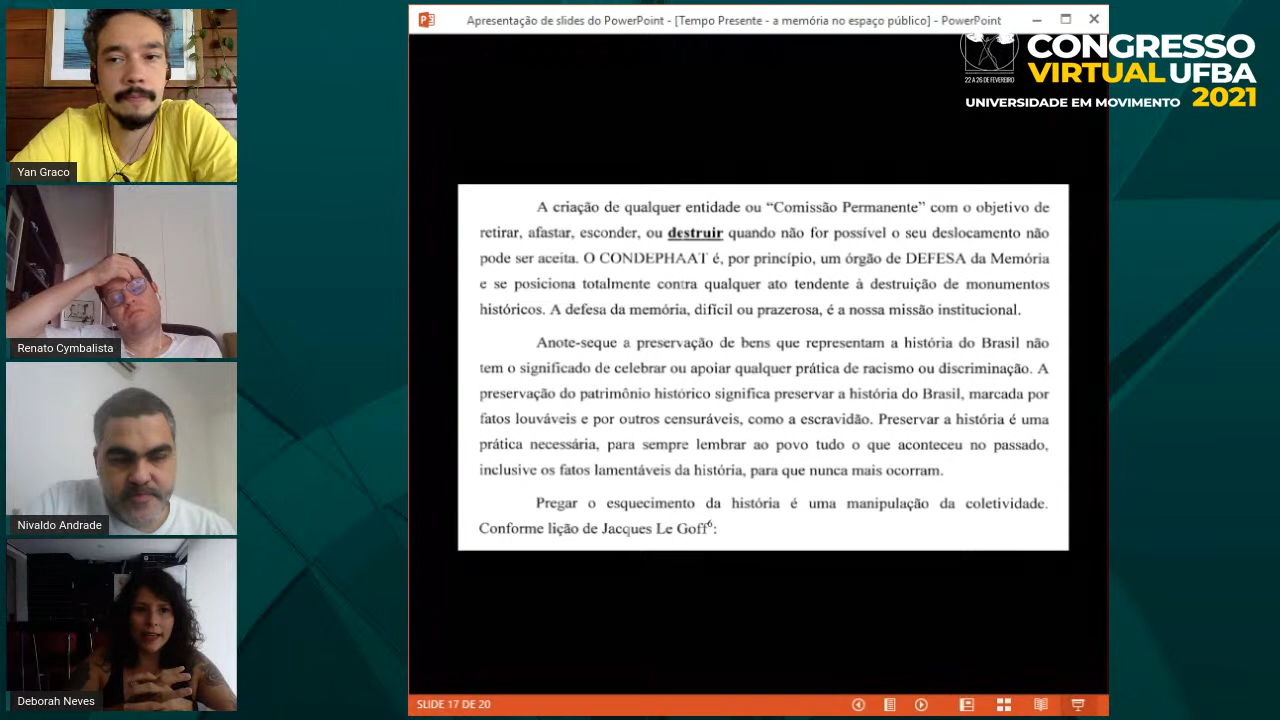 Apresentação de slides do PowerPoint - [Tempo Presente - a memória no espaço público] - PowerPoint
22 A 26 DE FEVEREIRO
CONGRESSO
VIRTUAL UFBA
UNIVERSIDADE EM MOVIMENTO 2021
Yan Graco
Renato Cymbalista
Nivaldo Andrade
Deborah Neves
A criação de qualquer entidade ou “Comissão Permanente” com o objetivo de
retirar, afastar, esconder, ou destruir quando não for possível o seu deslocamento não
pode ser aceita. O CONDEPHAAT é, por princípio, um órgão de DEFESA da Memória
e se posiciona totalmente contra qualquer ato tendente à destruição de monumentos
históricos. A defesa da memória, difícil ou prazerosa, é a nossa missão institucional.
Anote-seque a preservação de bens que representam a história do Brasil não
tem o significado de celebrar ou apoiar qualquer prática de racismo ou discriminação. A
preservação do patrimônio histórico significa preservar a história do Brasil, marcada por
fatos louváveis e por outros censuráveis, como a escravidão. Preservar a história é uma
prática necessária, para sempre lembrar ao povo tudo o que aconteceu no passado,
inclusive os fatos lamentáveis da história, para que nunca mais ocorram.
Pregar o esquecimento da história é uma manipulação da coletividade.
Conforme lição de Jacques Le Goff⁶:
SLIDE 17 DE 20